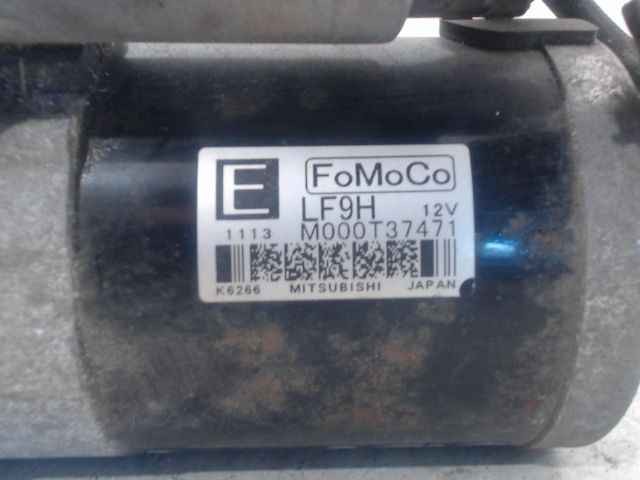 E FoMoCo
LF9H 12V
1113 M000T37471
K6266 MITSUBISHI JAPAN